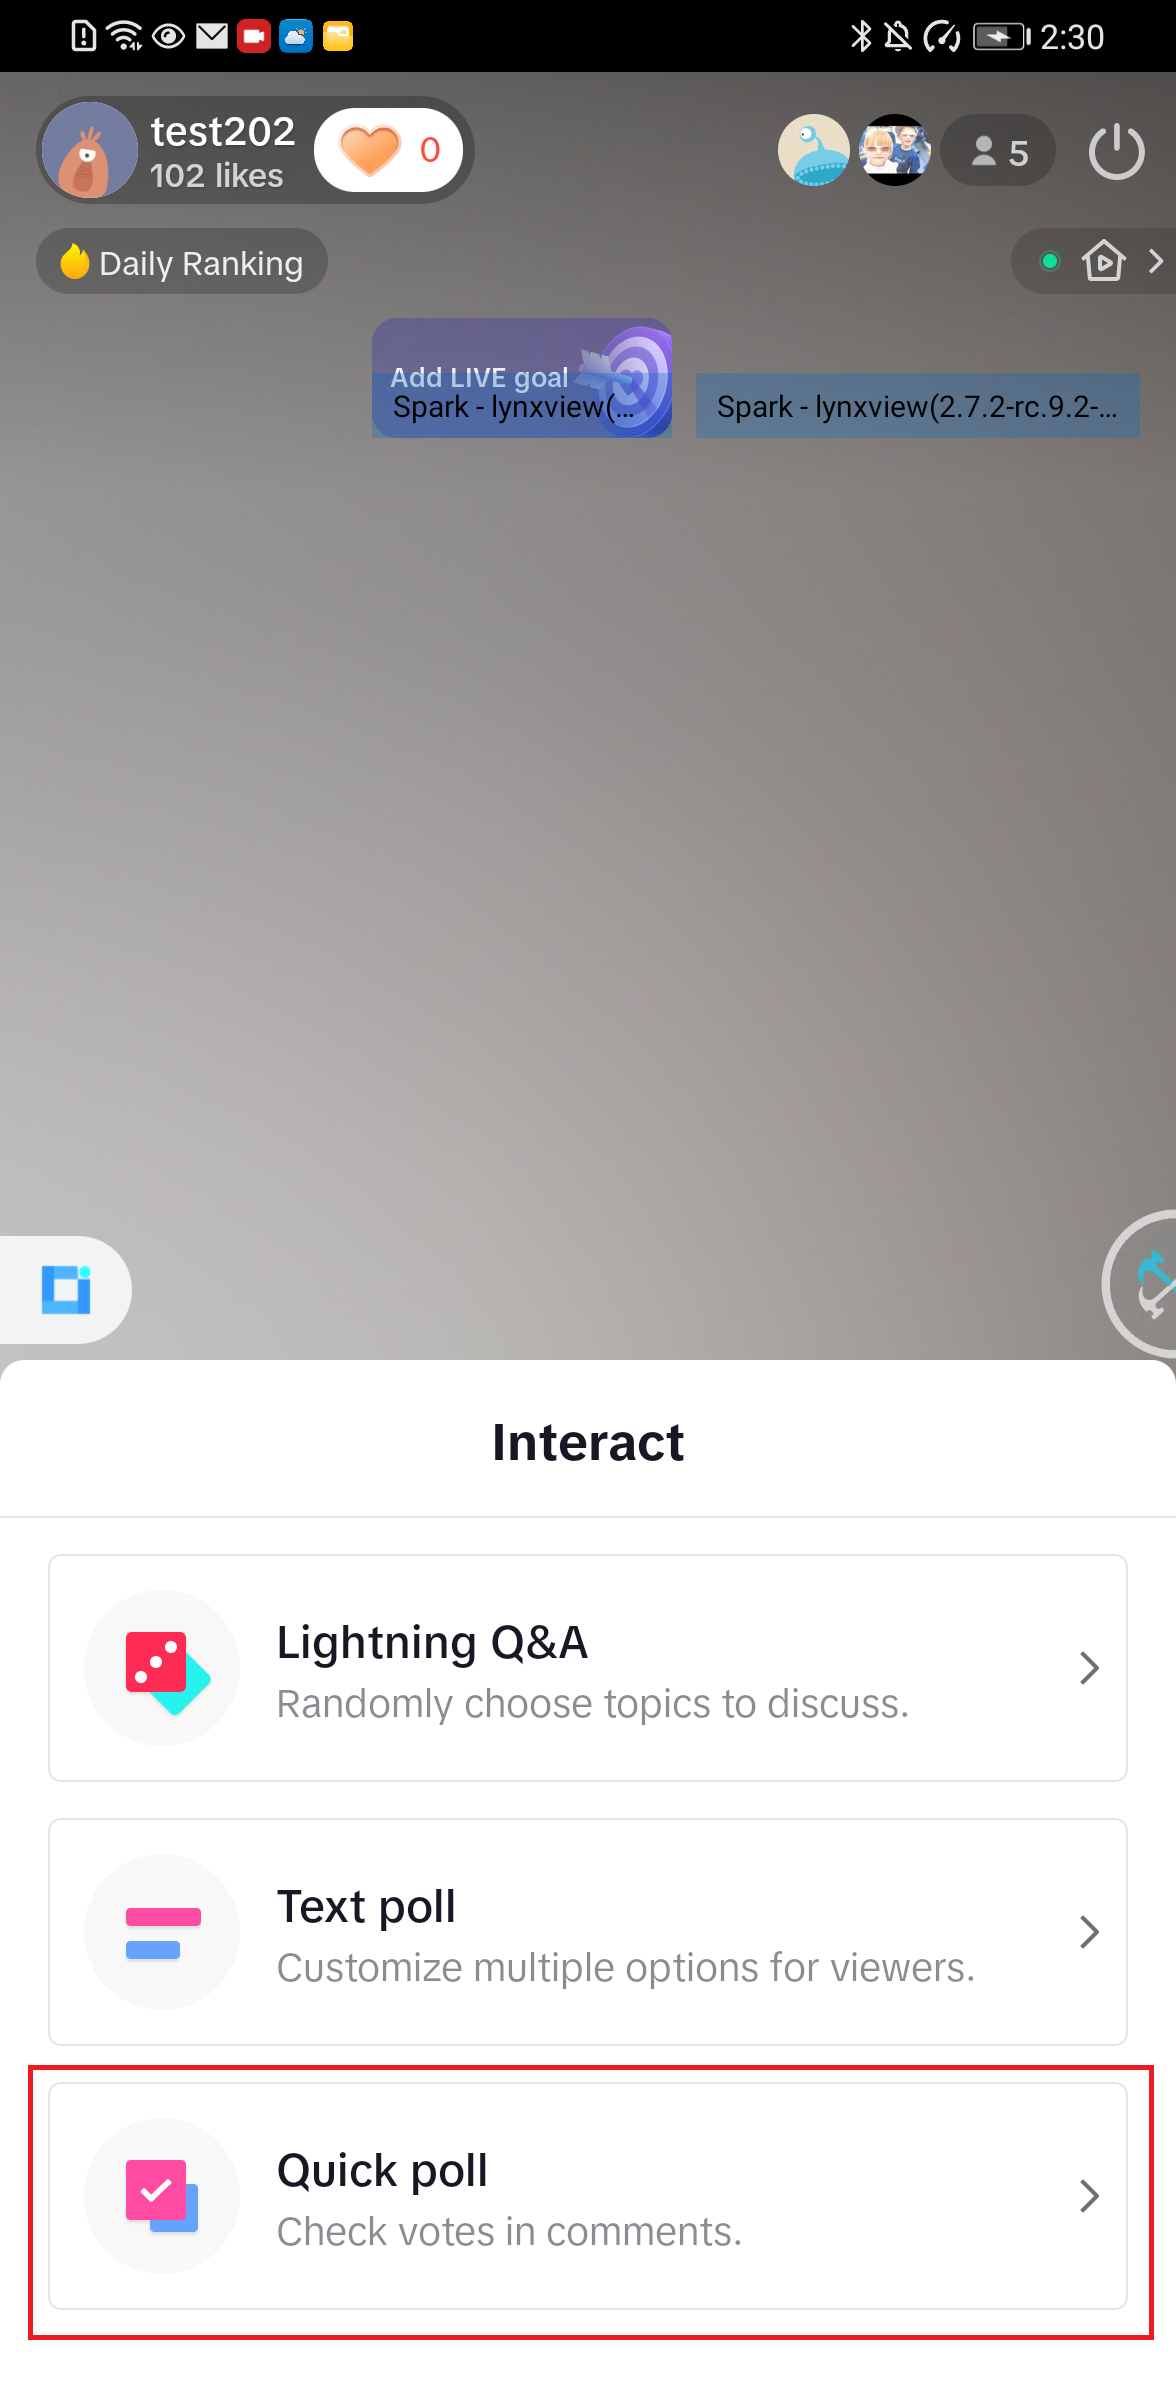 2:30
test202
102 likes
0
5
Daily Ranking
Add LIVE goal
Spark - lynxview(...
Spark - lynxview(2.7.2-rc.9.2-...
Interact
Lightning Q&A
Randomly choose topics to discuss.
Text poll
Customize multiple options for viewers.
Quick poll
Check votes in comments.